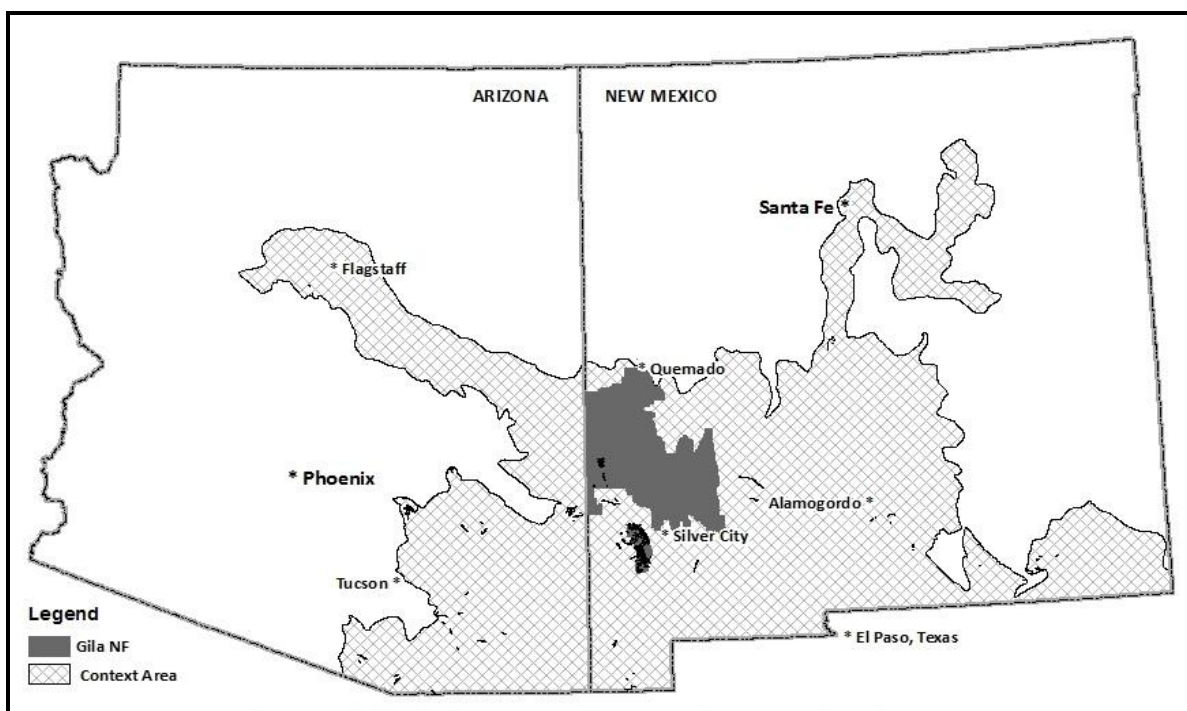 ARIZONA
NEW MEXICO
Santa Fe *
* Flagstaff
* Quemado
* Phoenix
Alamogordo *
* Silver City
Tucson *
Legend
Gila NF
Context Area
* El Paso, Texas